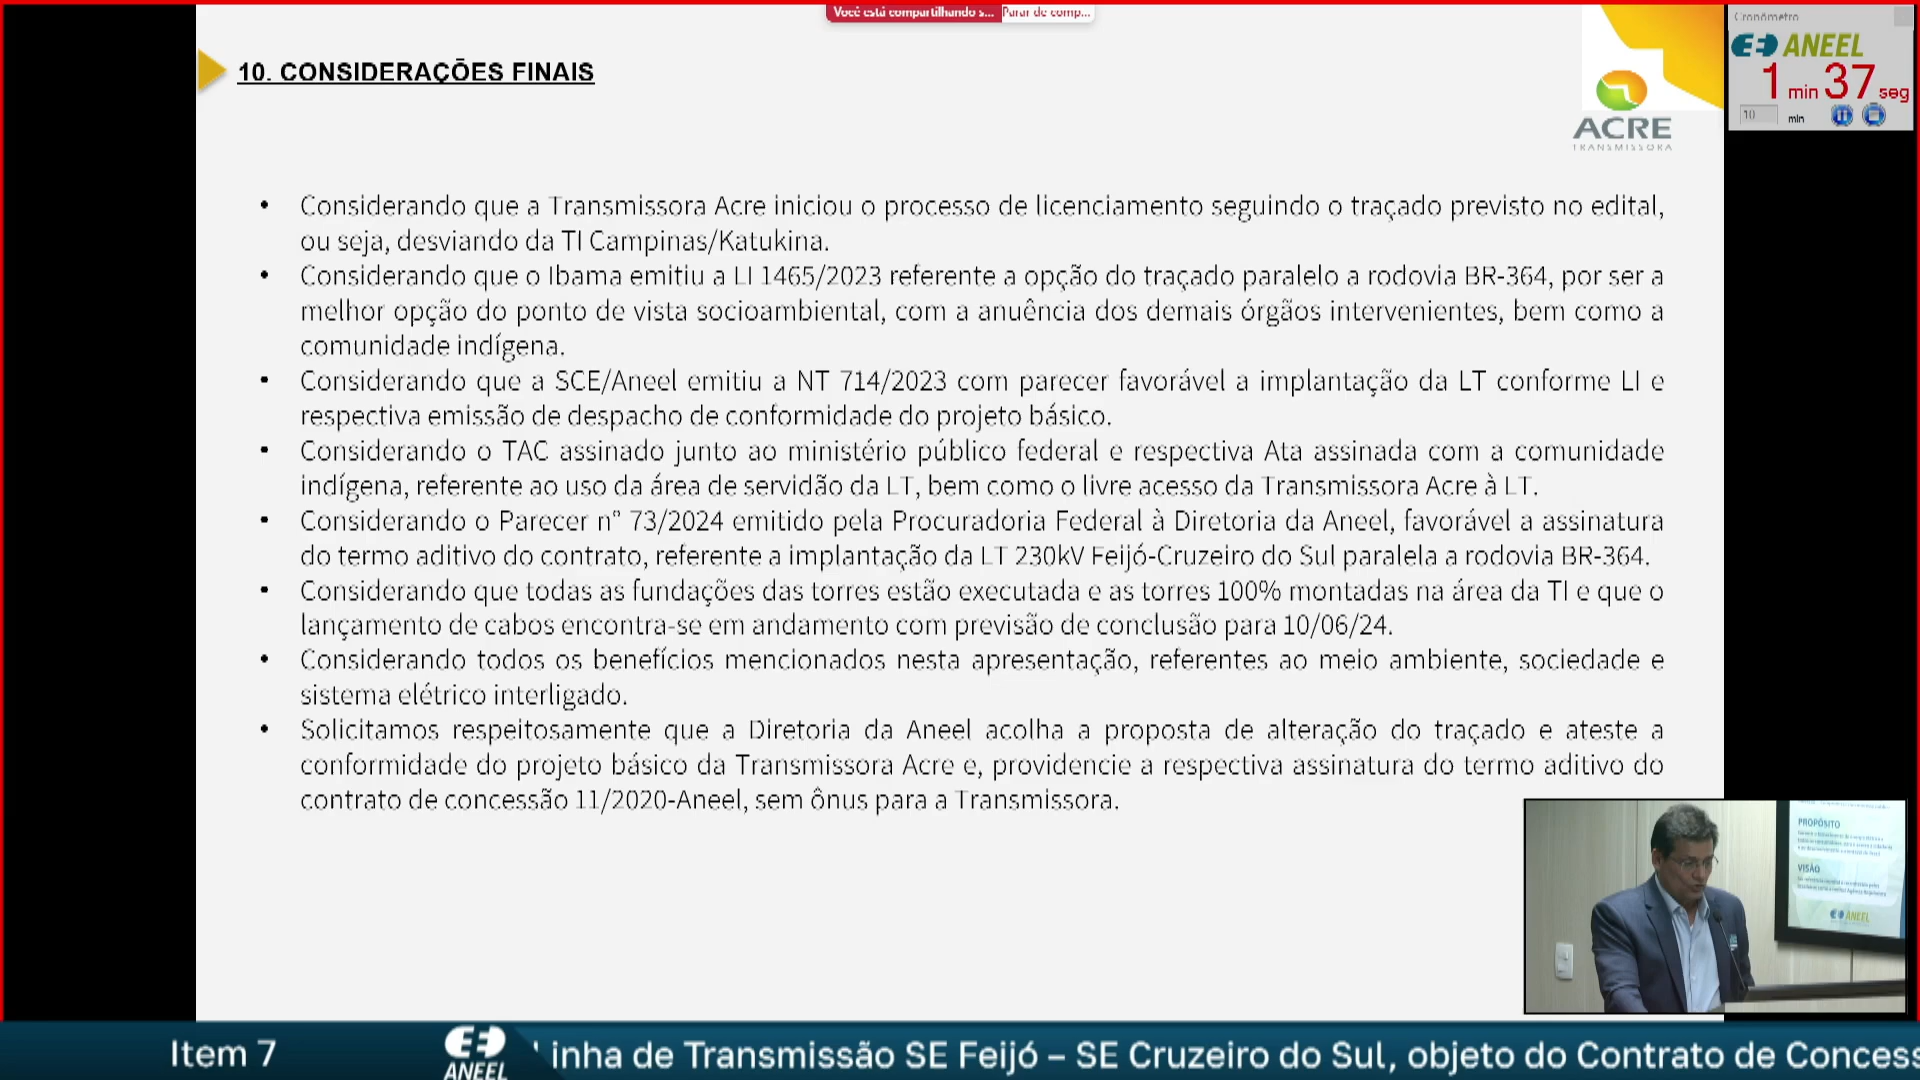 Você está compartilhando s... Parar de comp...
Cronômetro
ANEEL
1 min 37 seg
10 min
10. CONSIDERAÇÕES FINAIS
ACRE
TRANSMISSORA
• Considerando que a Transmissora Acre iniciou o processo de licenciamento seguindo o traçado previsto no edital,
ou seja, desviando da TI Campinas/Katukina.
• Considerando que o Ibama emitiu a LI 1465/2023 referente a opção do traçado paralelo a rodovia BR-364, por ser a
melhor opção do ponto de vista socioambiental, com a anuência dos demais órgãos intervenientes, bem como a
comunidade indígena.
• Considerando que a SCE/Aneel emitiu a NT 714/2023 com parecer favorável a implantação da LT conforme LI e
respectiva emissão de despacho de conformidade do projeto básico.
• Considerando o TAC assinado junto ao ministério público federal e respectiva Ata assinada com a comunidade
indígena, referente ao uso da área de servidão da LT, bem como o livre acesso da Transmissora Acre à LT.
• Considerando o Parecer n° 73/2024 emitido pela Procuradoria Federal à Diretoria da Aneel, favorável a assinatura
do termo aditivo do contrato, referente a implantação da LT 230kV Feijó-Cruzeiro do Sul paralela a rodovia BR-364.
• Considerando que todas as fundações das torres estão executada e as torres 100% montadas na área da TI e que o
lançamento de cabos encontra-se em andamento com previsão de conclusão para 10/06/24.
• Considerando todos os benefícios mencionados nesta apresentação, referentes ao meio ambiente, sociedade e
sistema elétrico interligado.
• Solicitamos respeitosamente que a Diretoria da Aneel acolha a proposta de alteração do traçado e ateste a
conformidade do projeto básico da Transmissora Acre e, providencie a respectiva assinatura do termo aditivo do
contrato de concessão 11/2020-Aneel, sem ônus para a Transmissora.
PROPÓSITO
VISÃO
ANEEL
Item 7
ANEEL
inha de Transmissão SE Feijó – SE Cruzeiro do Sul, objeto do Contrato de Concess